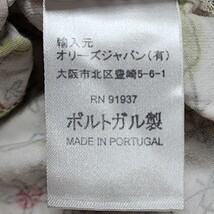 輸入元
オリーズジャパン(有)
大阪市北区豊崎5-6-1
RN 91937
ポルトガル製
MADE IN PORTUGAL